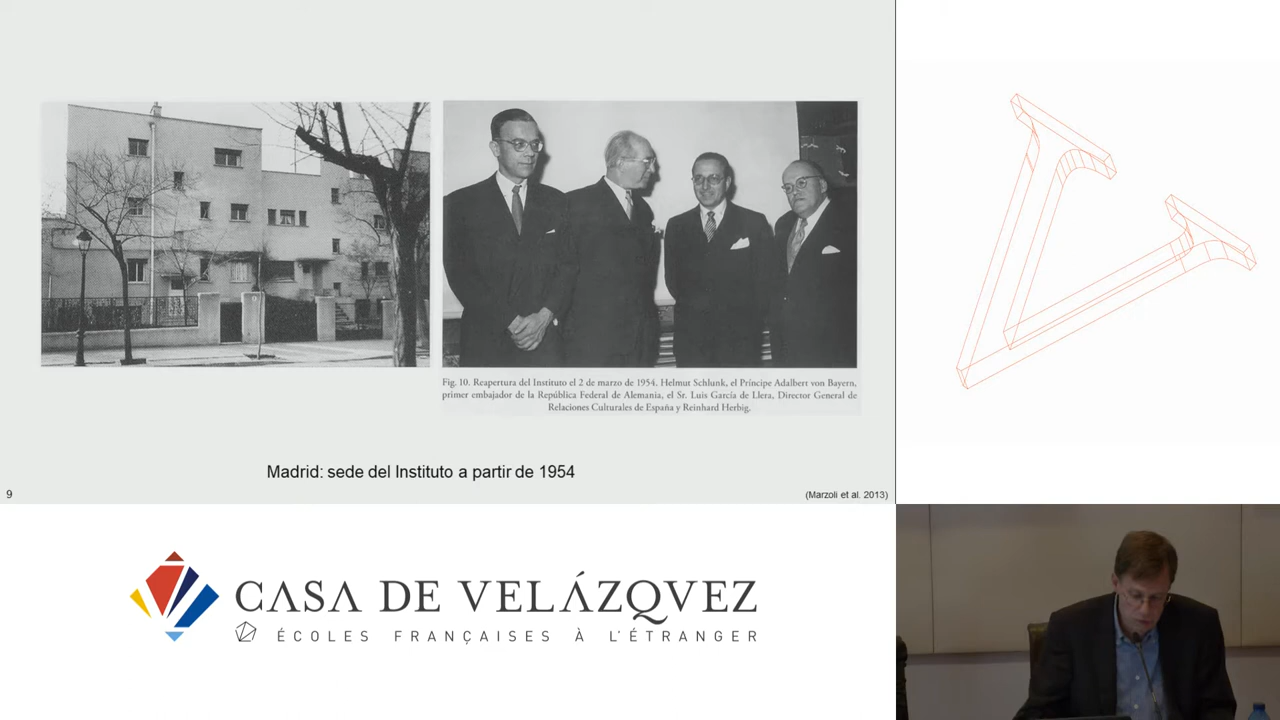 Fig. 10. Reapertura del Instituto el 2 de marzo de 1954. Helmut Schlunk, el Príncipe Adalbert von Bayern,
primer embajador de la República Federal de Alemania, el Sr. Luis García de Llera, Director General de
Relaciones Culturales de España y Reinhard Herbig.
Madrid: sede del Instituto a partir de 1954
9
(Marzoli et al. 2013)
CASA DE VELÁZQVEZ
ÉCOLES FRANÇAISES À L'ÉTRANGER